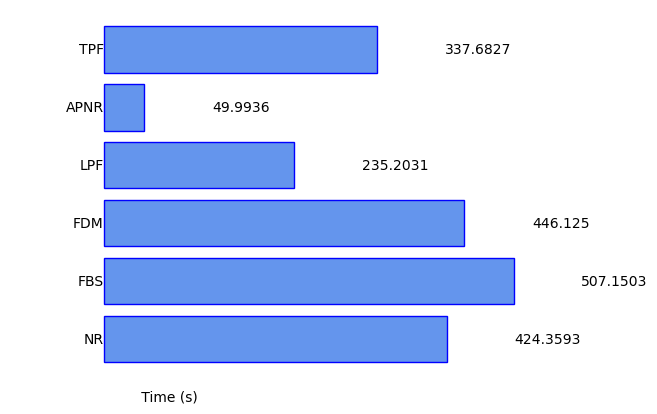 TPF 337.6827
APNR 49.9936
LPF 235.2031
FDM 446.125
FBS 507.1503
NR 424.3593
Time (s)